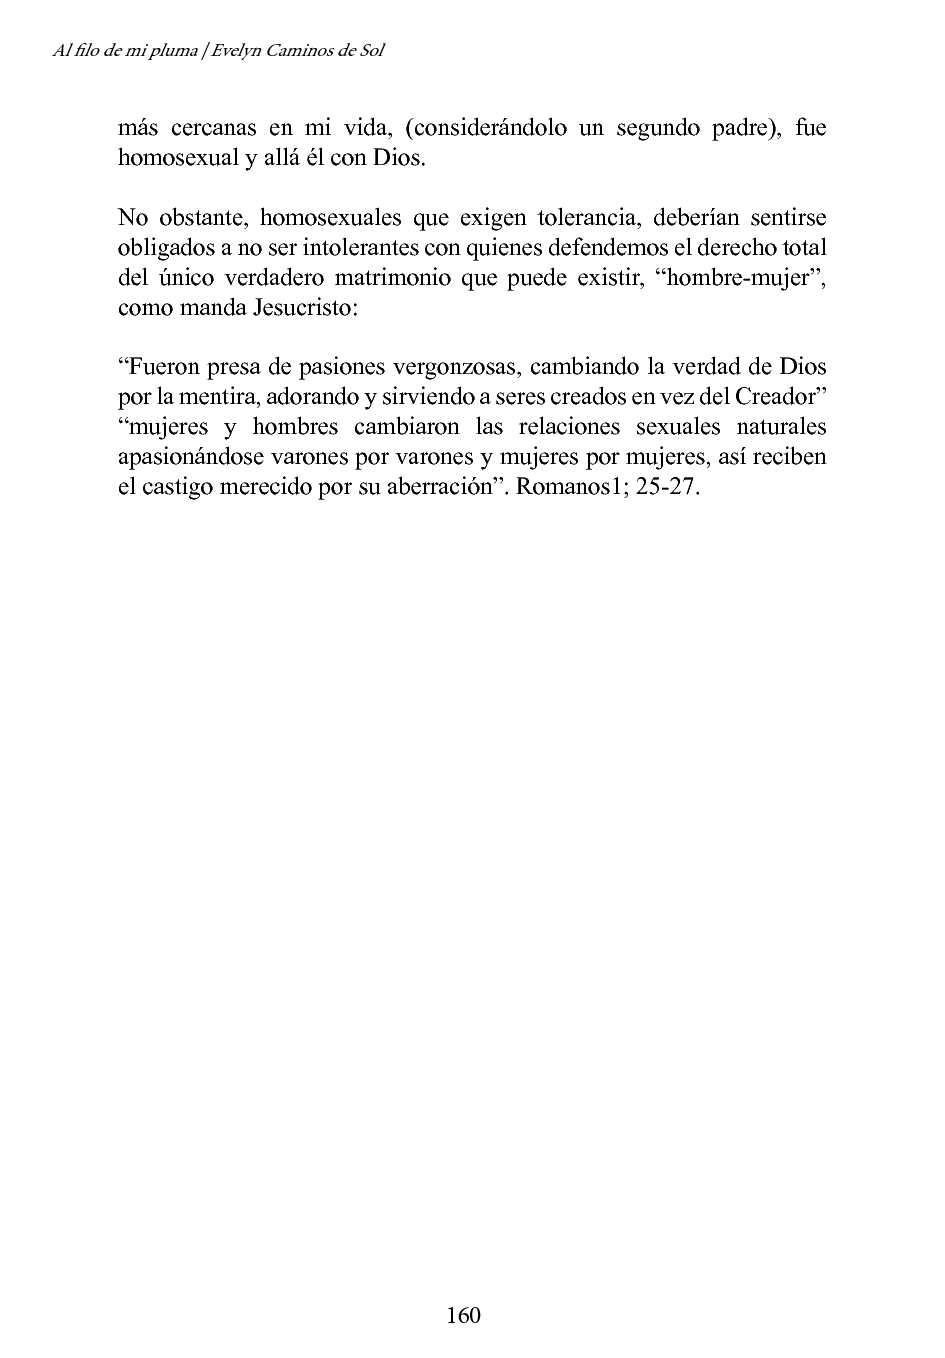 Al filo de mi pluma | Evelyn Caminos de Sol
más cercanas en mi vida, (considerándolo un segundo padre), fue
homosexual y allá él con Dios.
No obstante, homosexuales que exigen tolerancia, deberían sentirse
obligados a no ser intolerantes con quienes defendemos el derecho total
del único verdadero matrimonio que puede existir, “hombre-mujer”,
como manda Jesucristo:
“Fueron presa de pasiones vergonzosas, cambiando la verdad de Dios
por la mentira, adorando y sirviendo a seres creados en vez del Creador”
“mujeres y hombres cambiaron las relaciones sexuales naturales
apasionándose varones por varones y mujeres por mujeres, así reciben
el castigo merecido por su aberración”. Romanos1; 25-27.
160